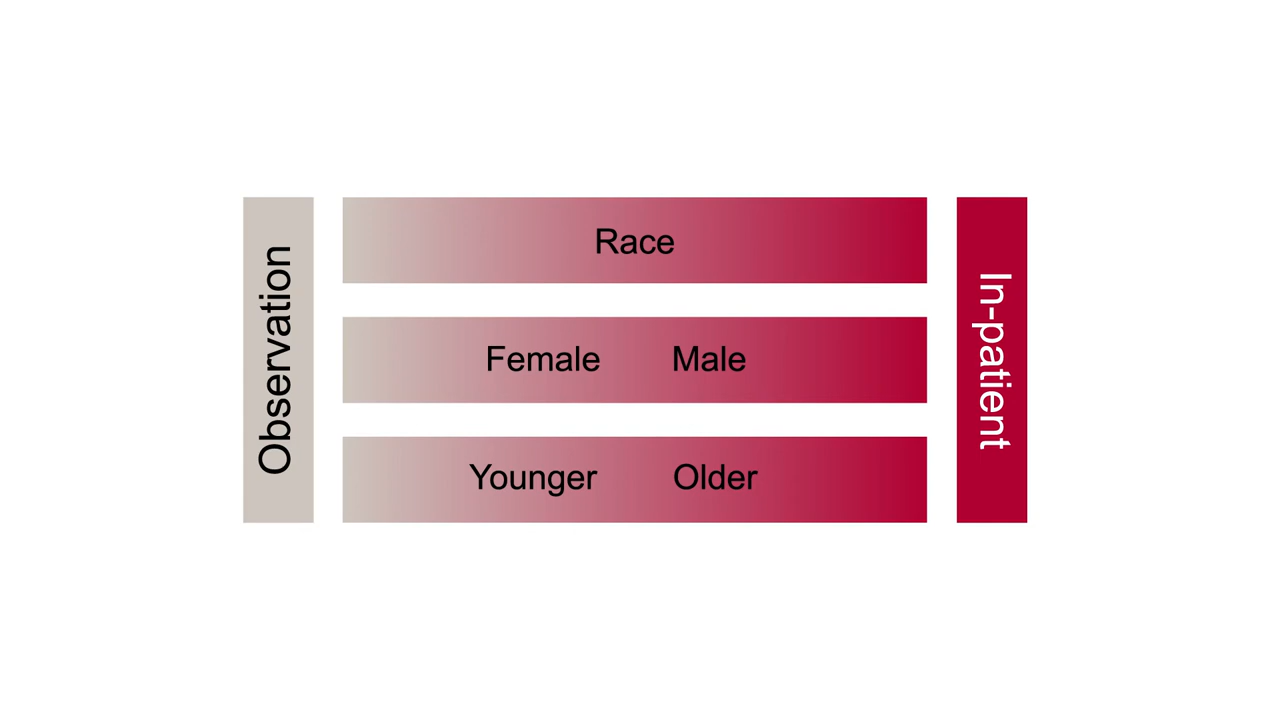 Observation
Race
Female Male
Younger Older
In-patient